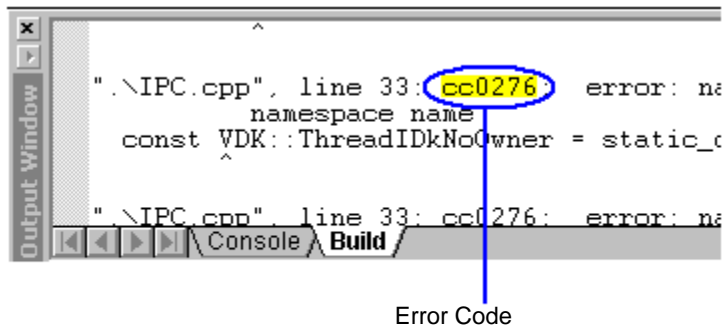 ^
".\IPC.cpp", line 33: cc0276: error: na
namespace name
const VDK::ThreadIDkNoOwner = static_c
^
".\IPC.cpp", line 33: cc0276: error: na
Output Window
Console
Build
Error Code